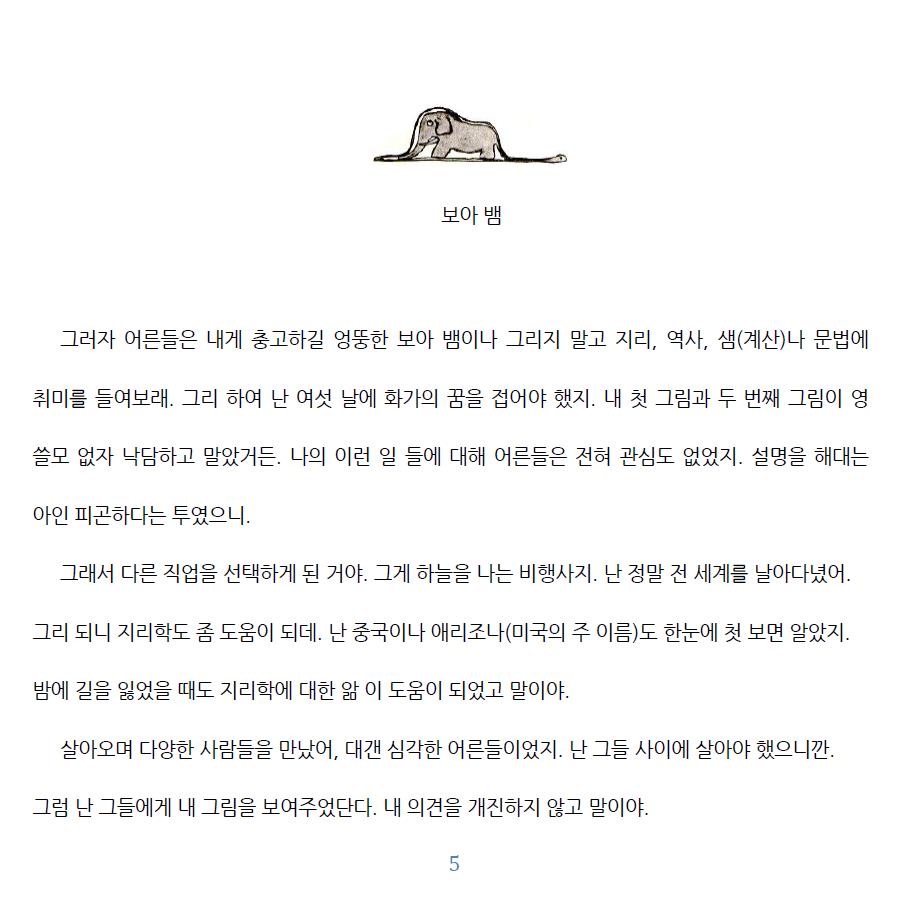 보아 뱀
그러자 어른들은 내게 충고하길 엉뚱한 보아 뱀이나 그리지 말고 지리, 역사, 샘(계산)나 문법에
취미를 들여보래. 그리 하여 난 여섯 날에 화가의 꿈을 접어야 했지. 내 첫 그림과 두 번째 그림이 영
쓸모 없자 낙담하고 말았거든. 나의 이런 일 들에 대해 어른들은 전혀 관심도 없었지. 설명을 해대는
아인 피곤하다는 투였으니.
그래서 다른 직업을 선택하게 된 거야. 그게 하늘을 나는 비행사지. 난 정말 전 세계를 날아다녔어.
그리 되니 지리학도 좀 도움이 되데. 난 중국이나 애리조나(미국의 주 이름)도 한눈에 첫 보면 알았지.
밤에 길을 잃었을 때도 지리학에 대한 앎 이 도움이 되었고 말이야.
살아오며 다양한 사람들을 만났어, 대갠 심각한 어른들이었지. 난 그들 사이에 살아야 했으니깐.
그럼 난 그들에게 내 그림을 보여주었단다. 내 의견을 개진하지 않고 말이야.
5